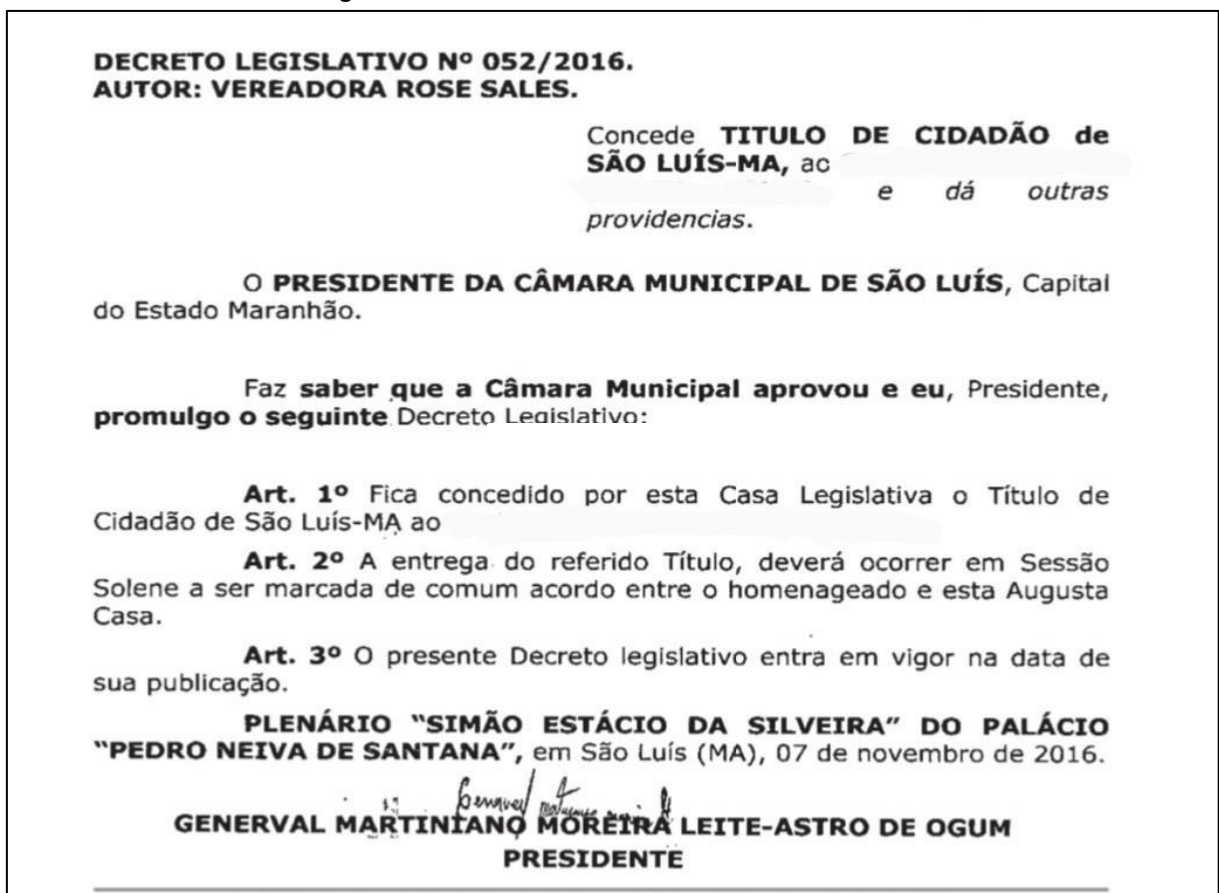 DECRETO LEGISLATIVO Nº 052/2016.
AUTOR: VEREADORA ROSE SALES.
Concede TITULO DE CIDADÃO de
SÃO LUÍS-MA, ao
e dá outras
providencias.
O PRESIDENTE DA CÂMARA MUNICIPAL DE SÃO LUÍS, Capital
do Estado Maranhão.
Faz saber que a Câmara Municipal aprovou e eu, Presidente,
promulgo o seguinte Decreto Legislativo:
Art. 1º Fica concedido por esta Casa Legislativa o Título de
Cidadão de São Luís-MA ao
Art. 2º A entrega do referido Título, deverá ocorrer em Sessão
Solene a ser marcada de comum acordo entre o homenageado e esta Augusta
Casa.
Art. 3º O presente Decreto legislativo entra em vigor na data de
sua publicação.
PLENÁRIO “SIMÃO ESTÁCIO DA SILVEIRA” DO PALÁCIO
“PEDRO NEIVA DE SANTANA”, em São Luís (MA), 07 de novembro de 2016.
GENERVAL MARTINIANO MOREIRA LEITE-ASTRO DE OGUM
PRESIDENTE